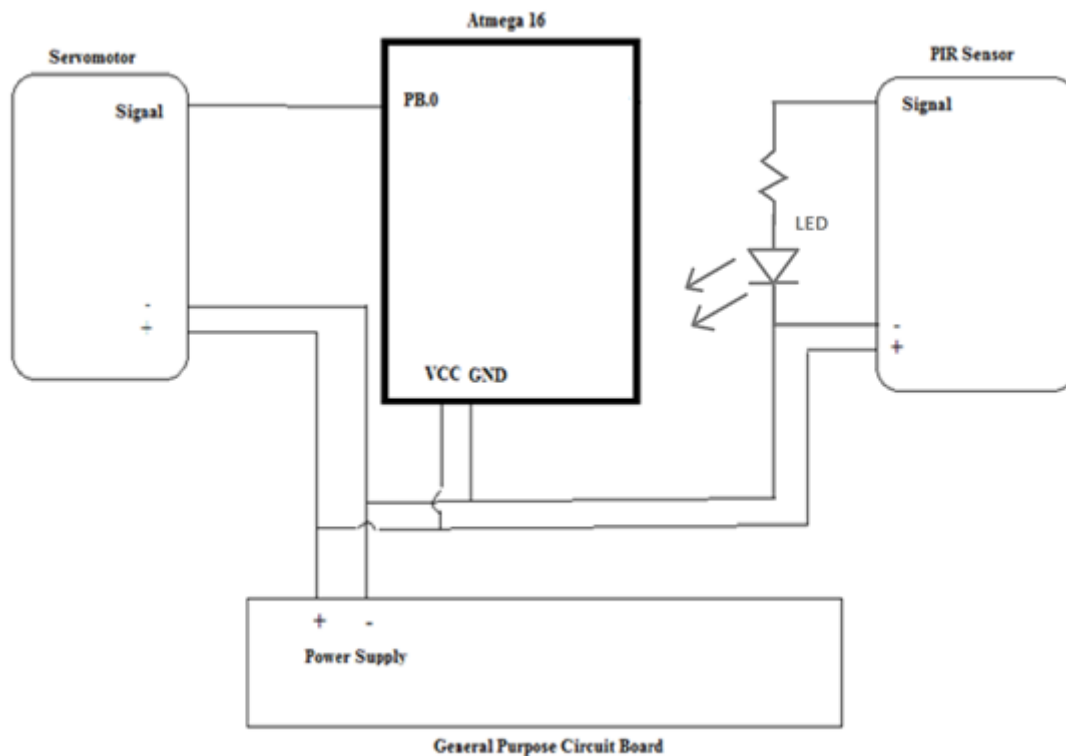 Atmega 16
Servomotor
PIR Sensor
Signal
PB.0
Signal
LED
-
+
-
+
VCC GND
+ -
Power Supply
General Purpose Circuit Board